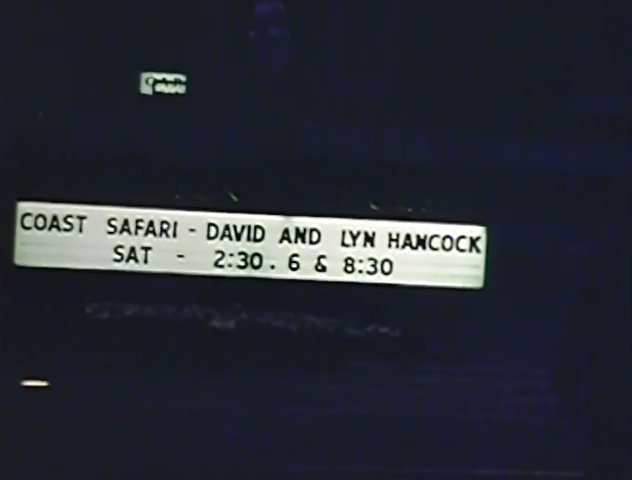 COAST SAFARI - DAVID AND LYN HANCOCK
SAT - 2:30. 6 & 8:30